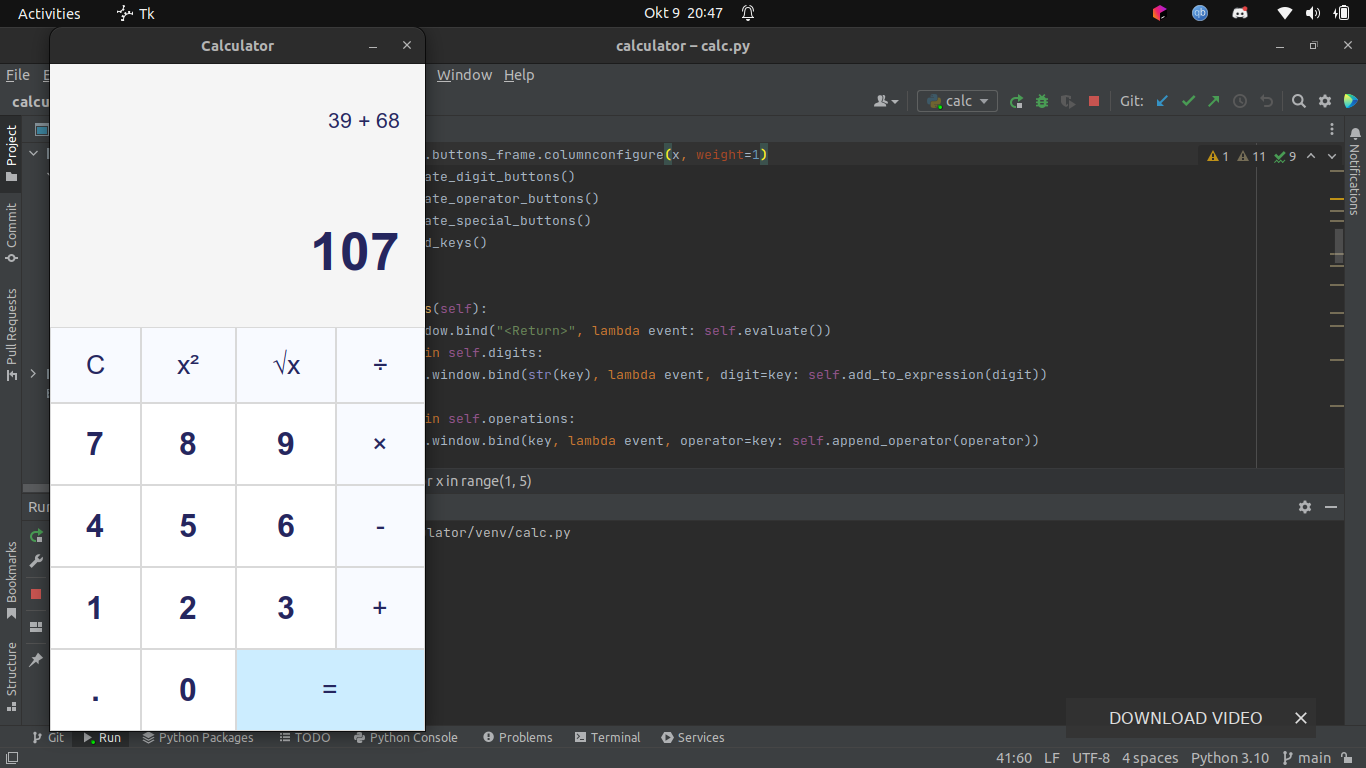 Activities Tk Okt 9 20:47
Calculator
calculator – calc.py
File Window Help
calcu calc Git:
39 + 68
107
C x² √x ÷
7 8 9 ×
4 5 6 -
1 2 3 +
. 0 =
Project
Commit
Pull Requests
Bookmarks
Structure
Notifications
1 11 9
.buttons_frame.columnconfigure(x, weight=1)
ate_digit_buttons()
ate_operator_buttons()
ate_special_buttons()
d_keys()
s(self):
dow.bind("<Return>", lambda event: self.evaluate())
in self.digits:
.window.bind(str(key), lambda event, digit=key: self.add_to_expression(digit))
in self.operations:
.window.bind(key, lambda event, operator=key: self.append_operator(operator))
r x in range(1, 5)
Run
lator/venv/calc.py
DOWNLOAD VIDEO
Git Run Python Packages TODO Python Console Problems Terminal Services
41:60 LF UTF-8 4 spaces Python 3.10 main